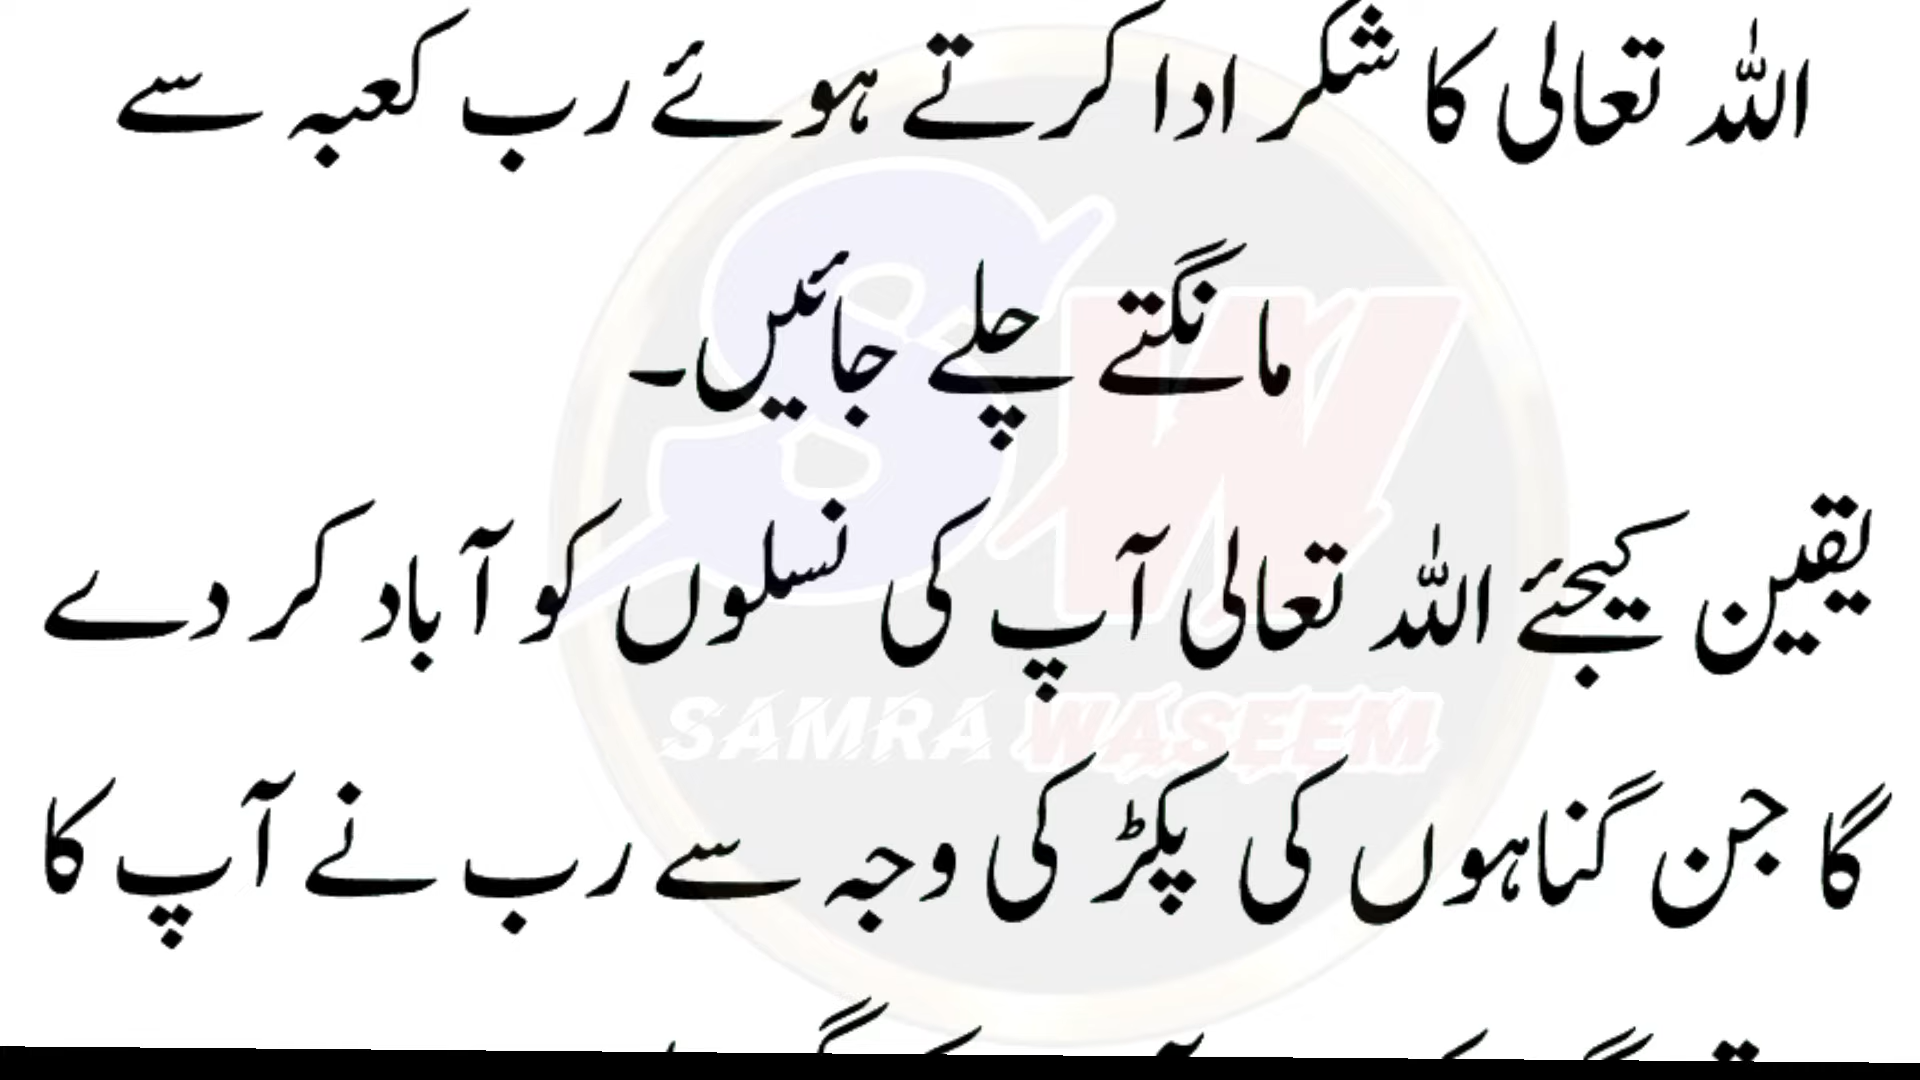 اللہ تعالی کا شکر ادا کرتے ہوئے رب کعبہ سے
مانگتے چلے جائیں۔
یقین کیجئے اللہ تعالی آپ کی نسلوں کو آباد کر دے
SAMRA WASEEM
گا جن گناہوں کی پکڑ کی وجہ سے رب نے آپ کا